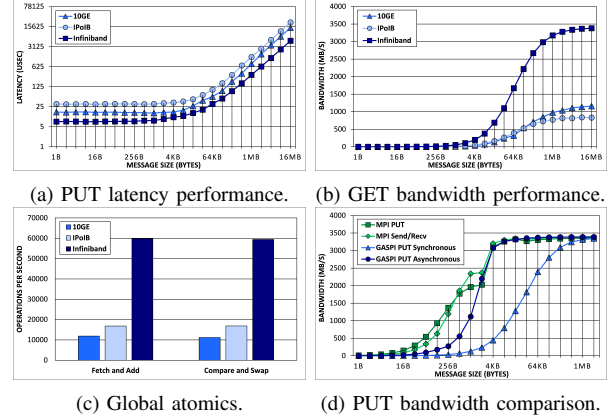 10GE
IPoIB
Infiniband
LATENCY (USEC)
78125
15625
3125
625
125
25
5
1
1B 16B 256B 4KB 64KB 1MB 16MB
MESSAGE SIZE (BYTES)
(a) PUT latency performance.
10GE
IPoIB
Infiniband
BANDWIDTH (MB/S)
4000
3500
3000
2500
2000
1500
1000
500
0
1B 16B 256B 4KB 64KB 1MB 16MB
MESSAGE SIZE (BYTES)
(b) GET bandwidth performance.
10GE
IPoIB
Infiniband
OPERATIONS PER SECOND
70000
60000
50000
40000
30000
20000
10000
0
Fetch and Add Compare and Swap
(c) Global atomics.
MPI PUT
MPI Send/Recv
GASPI PUT Synchronous
GASPI PUT Asynchronous
BANDWIDTH (MB/S)
4000
3500
3000
2500
2000
1500
1000
500
0
1B 16B 256B 4KB 64KB 1MB
MESSAGE SIZE (BYTES)
(d) PUT bandwidth comparison.